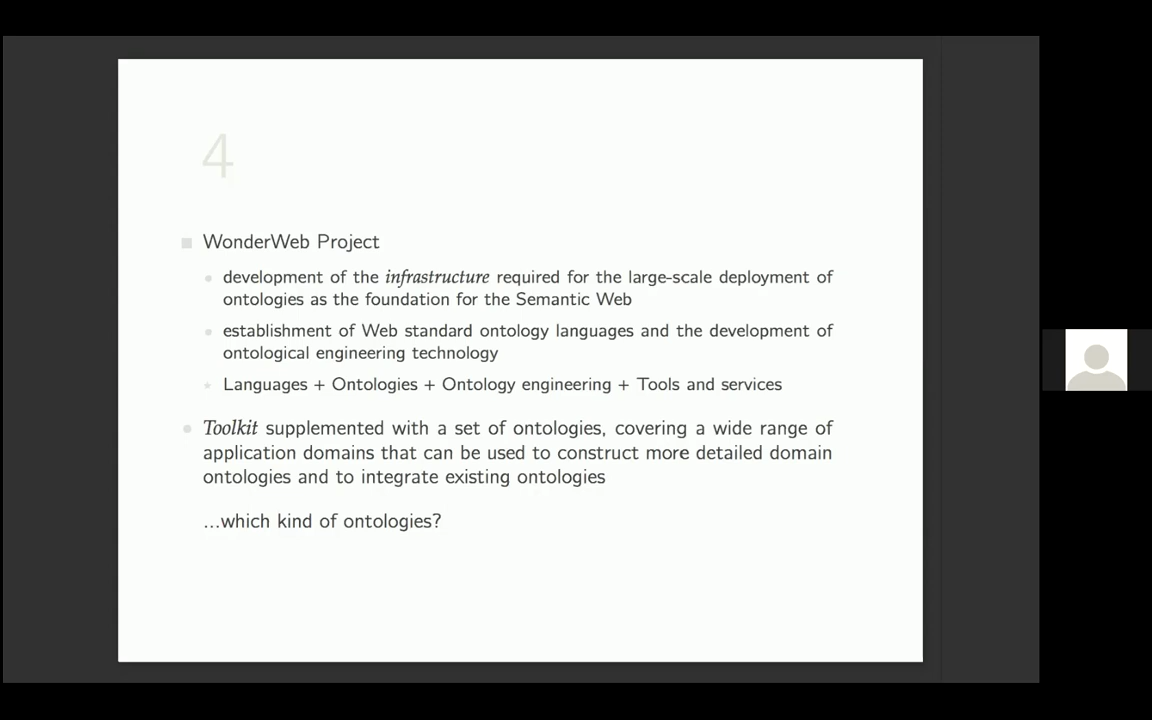 4
WonderWeb Project
development of the infrastructure required for the large-scale deployment of
ontologies as the foundation for the Semantic Web
establishment of Web standard ontology languages and the development of
ontological engineering technology
Languages + Ontologies + Ontology engineering + Tools and services
Toolkit supplemented with a set of ontologies, covering a wide range of
application domains that can be used to construct more detailed domain
ontologies and to integrate existing ontologies
...which kind of ontologies?